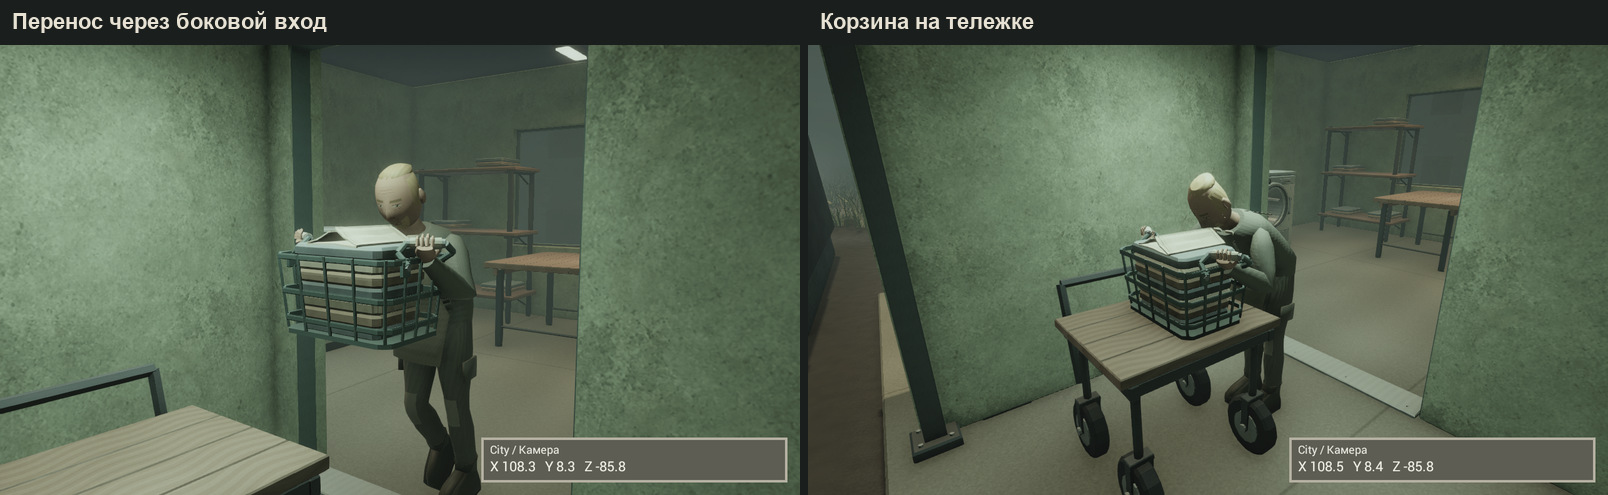 Перенос через боковой вход
Корзина на тележке
City / Камера
X 108.3 Y 8.3 Z -85.8
City / Камера
X 108.5 Y 8.4 Z -85.8